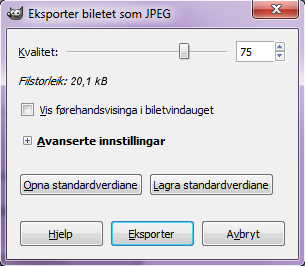 Eksporter biletet som JPEG
Kvalitet: 75
Filstorleik: 20,1 kB
Vis førehandsvisinga i biletvindauget
Avanserte innstillingar
Opna standardverdiane Lagra standardverdiane
Hjelp Eksporter Avbryt